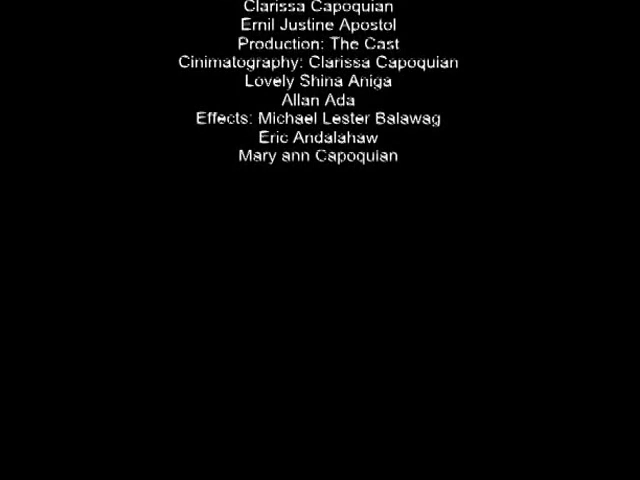 Clarissa Capoquian
Ernil Justine Apostol
Production: The Cast
Cinimatography: Clarissa Capoquian
Lovely Shina Aniga
Allan Ada
Effects: Michael Lester Balawag
Eric Andalahaw
Mary ann Capoquian